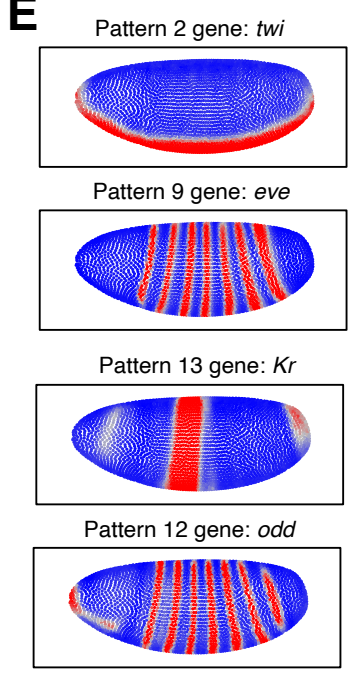 E
Pattern 2 gene: twi
Pattern 9 gene: eve
Pattern 13 gene: Kr
Pattern 12 gene: odd